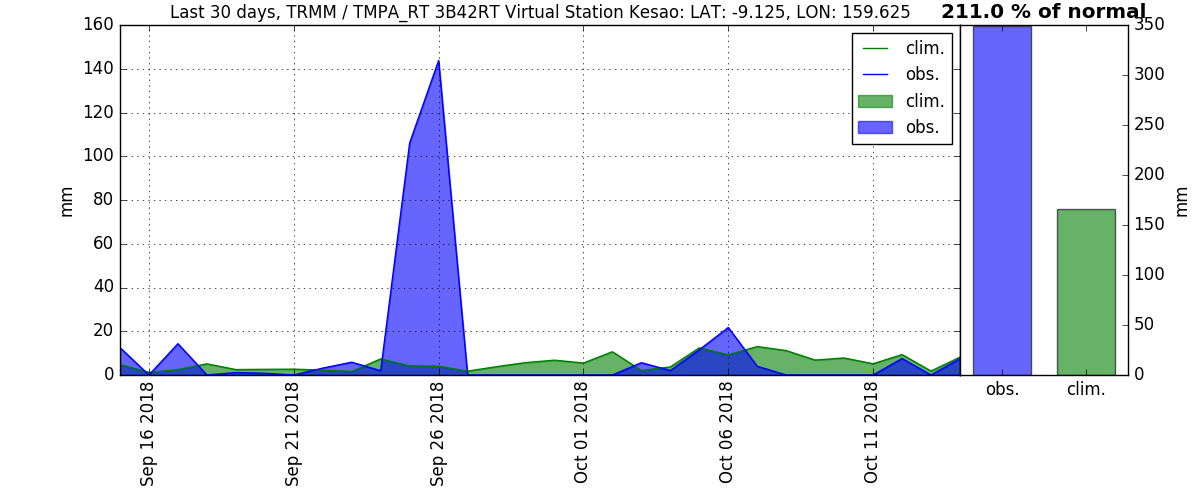 Last 30 days, TRMM / TMPA_RT 3B42RT Virtual Station Kesao: LAT: -9.125, LON: 159.625
211.0 % of normal
160
140
120
100
80
60
40
20
0
mm
clim.
obs.
clim.
obs.
Sep 16 2018
Sep 21 2018
Sep 26 2018
Oct 01 2018
Oct 06 2018
Oct 11 2018
350
300
250
200
150
100
50
0
mm
obs.
clim.